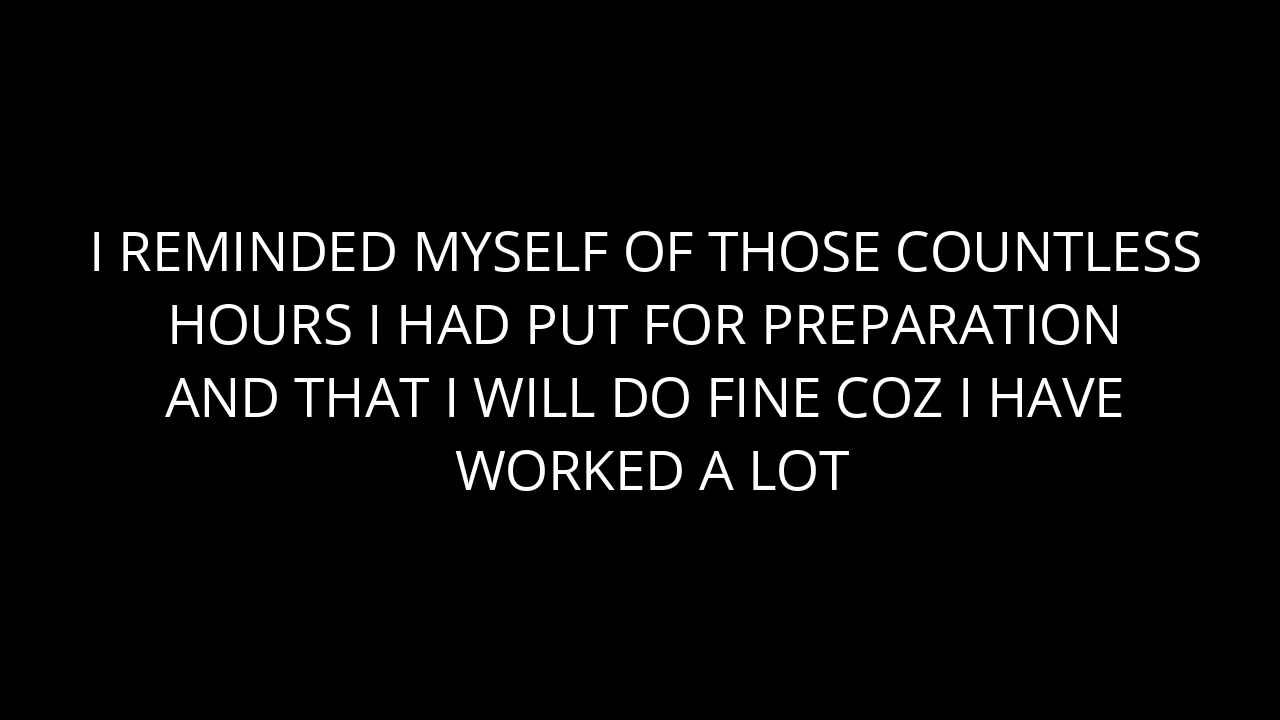 I REMINDED MYSELF OF THOSE COUNTLESS
HOURS I HAD PUT FOR PREPARATION
AND THAT I WILL DO FINE COZ I HAVE
WORKED A LOT